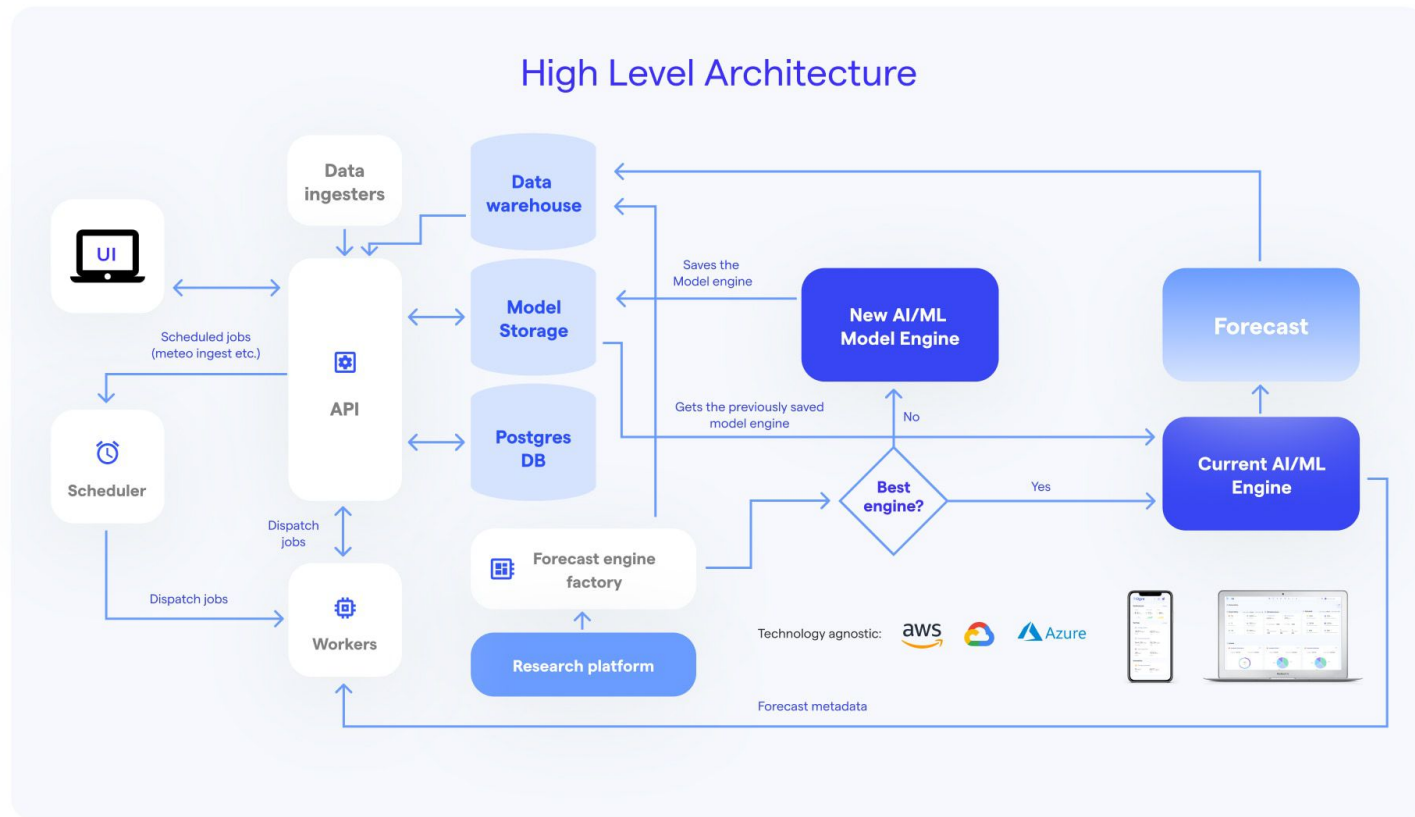 High Level Architecture
Data
ingesters
Data
warehouse
UI
Saves the
Model engine
New AI/ML
Model Engine
Forecast
Model
Storage
Scheduled jobs
(meteo ingest etc.)
API
Gets the previously saved
model engine
No
Postgres
DB
Current AI/ML
Engine
Scheduler
Best
engine?
Yes
Dispatch
jobs
Forecast engine
factory
Dispatch jobs
Workers
Technology agnostic:
aws
Azure
Research platform
Forecast metadata